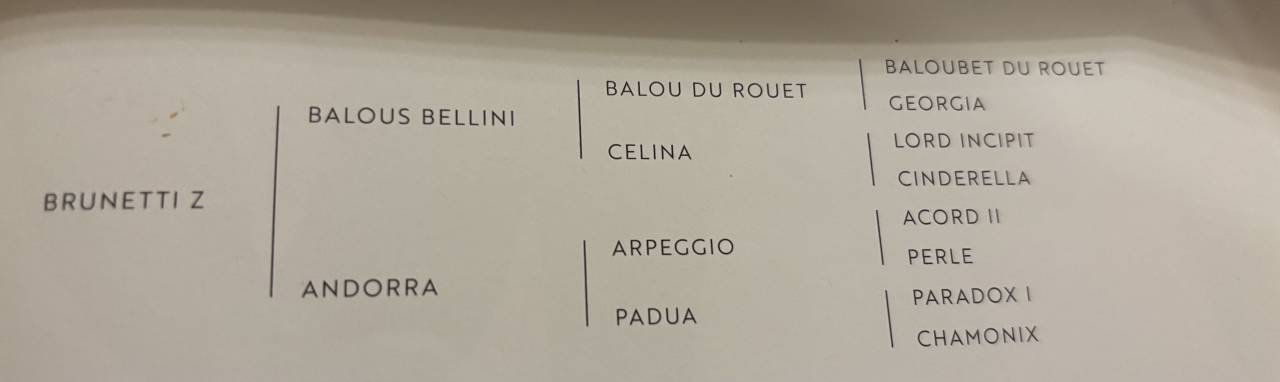 BRUNETTI Z
BALOUS BELLINI
ANDORRA
BALOU DU ROUET
CELINA
ARPEGGIO
PADUA
BALOUBET DU ROUET
GEORGIA
LORD INCIPIT
CINDERELLA
ACORD II
PERLE
PARADOX I
CHAMONIX